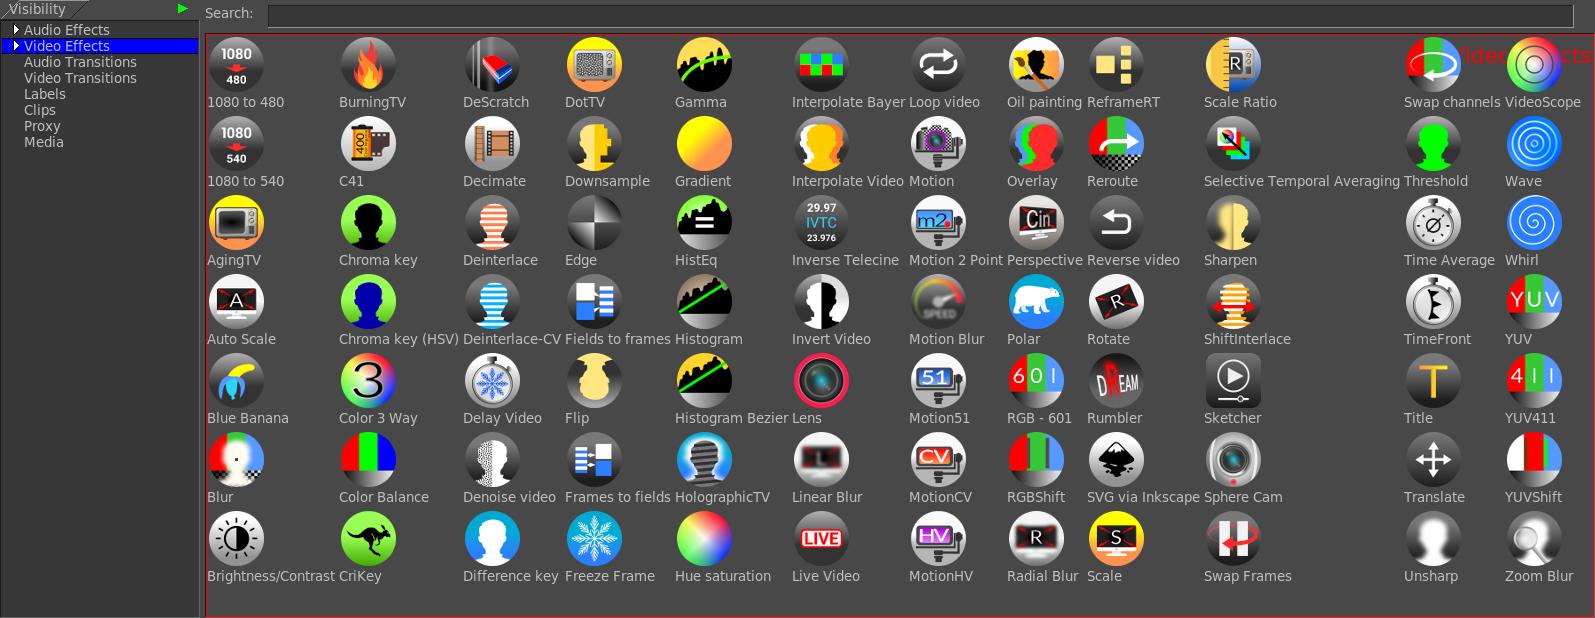 Visibility
Search:
Audio Effects
Video Effects
Audio Transitions
Video Transitions
Labels
Clips
Proxy
Media
1080
480
1080 to 480 BurningTV DeScratch DotTV Gamma Interpolate Bayer Loop video Oil painting ReframeRT R Scale Ratio Swap channels VideoScope
1080
540
400
1080 to 540 C41 Decimate Downsample Gradient Interpolate Video Motion Overlay Reroute Selective Temporal Averaging Threshold Wave
29.97
IVTC
23.976
m2 Cin
AgingTV Chroma key Deinterlace Edge HistEq Inverse Telecine Motion 2 Point Perspective Reverse video Sharpen Time Average Whirl
A SPEED R YUV
Auto Scale Chroma key (HSV) Deinterlace-CV Fields to frames Histogram Invert Video Motion Blur Polar Rotate ShiftInterlace TimeFront YUV
3 51 601 DREAM T 411
Blue Banana Color 3 Way Delay Video Flip Histogram Bezier Lens Motion51 RGB - 601 Rumbler Sketcher Title YUV411
L CV
Blur Color Balance Denoise video Frames to fields HolographicTV Linear Blur MotionCV RGBShift SVG via Inkscape Sphere Cam Translate YUVShift
LIVE HV R S
Brightness/Contrast CriKey Difference key Freeze Frame Hue saturation Live Video MotionHV Radial Blur Scale Swap Frames Unsharp Zoom Blur